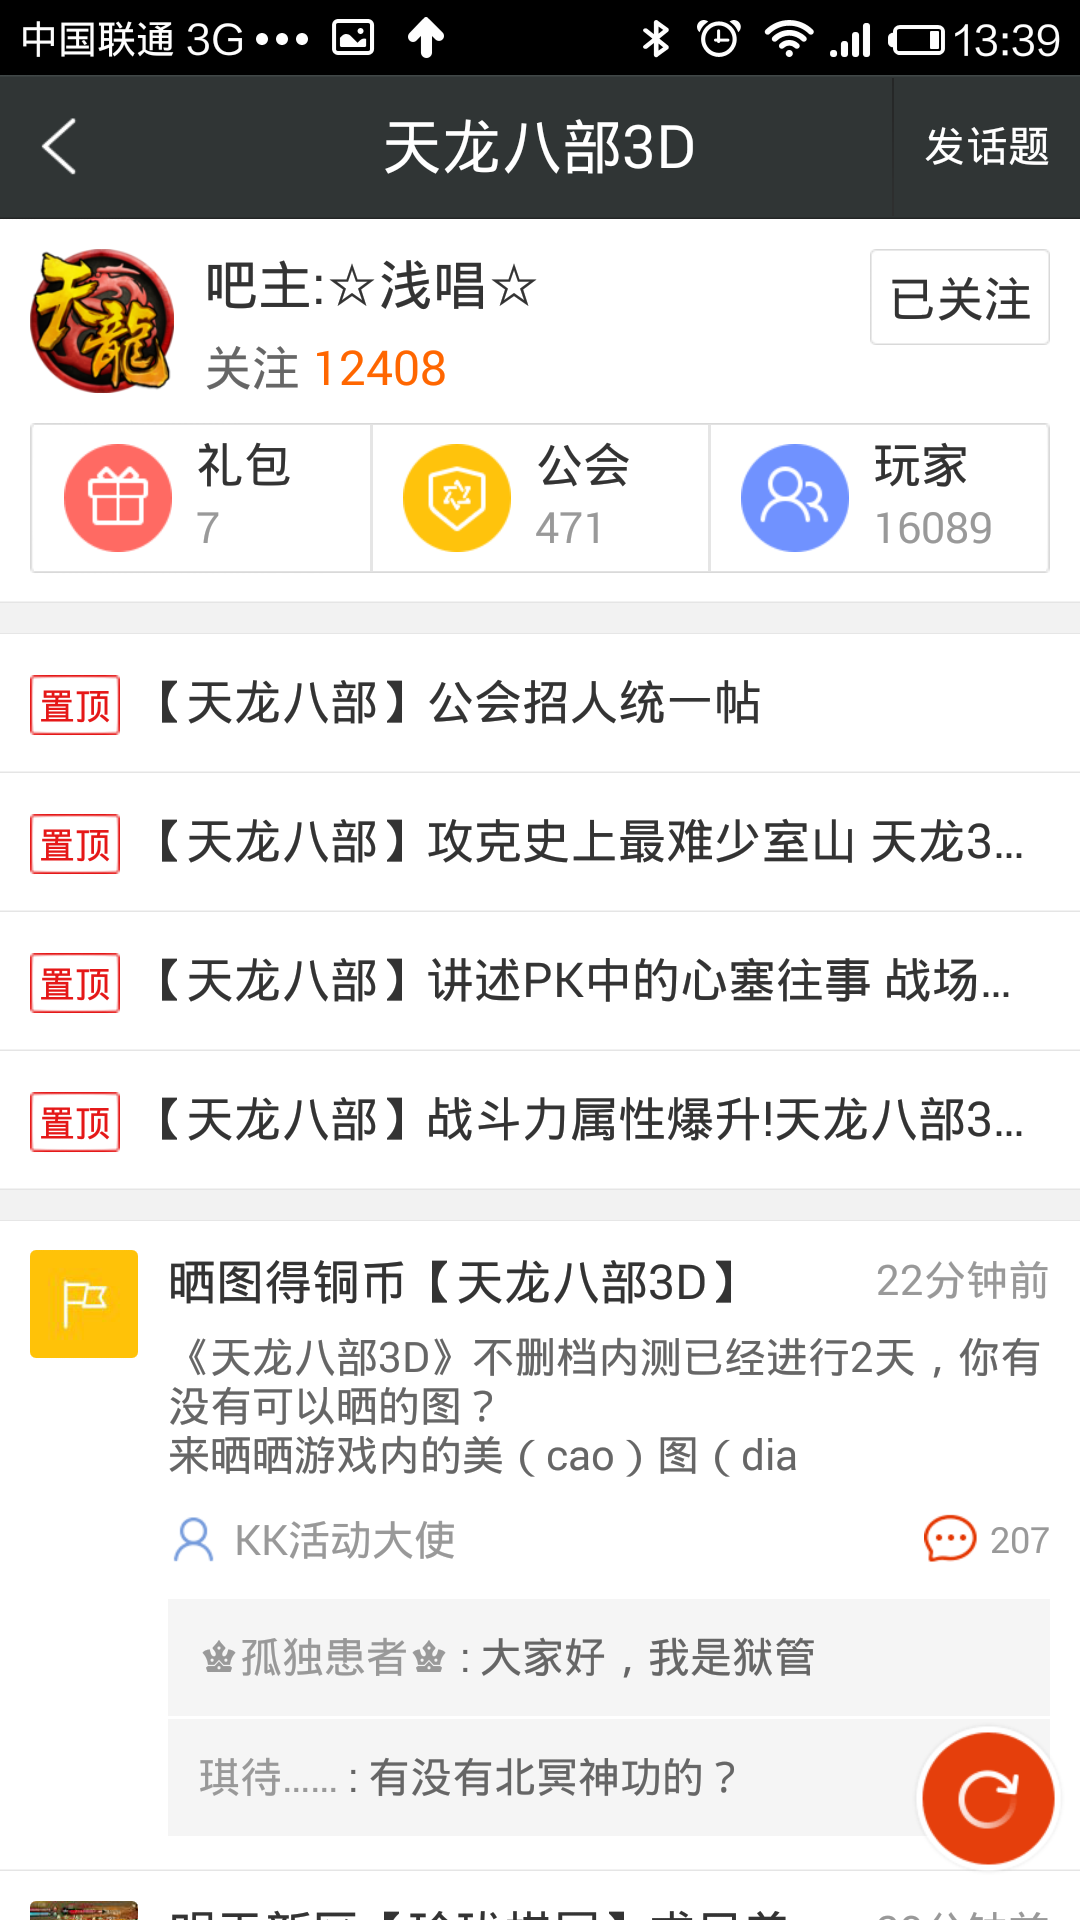 中国联通 3G 13:39
天龙八部3D 发话题
天龍
吧主:☆浅唱☆ 已关注
关注 12408
礼包 公会 玩家
7 471 16089
置顶 【天龙八部】公会招人统一帖
置顶 【天龙八部】攻克史上最难少室山 天龙3...
置顶 【天龙八部】讲述PK中的心塞往事 战场...
置顶 【天龙八部】战斗力属性爆升!天龙八部3...
晒图得铜币【天龙八部3D】 22分钟前
《天龙八部3D》不删档内测已经进行2天，你有
没有可以晒的图？
来晒晒游戏内的美（cao）图（dia
KK活动大使 207
孤独患者 : 大家好，我是狱管
琪待...... : 有没有北冥神功的？